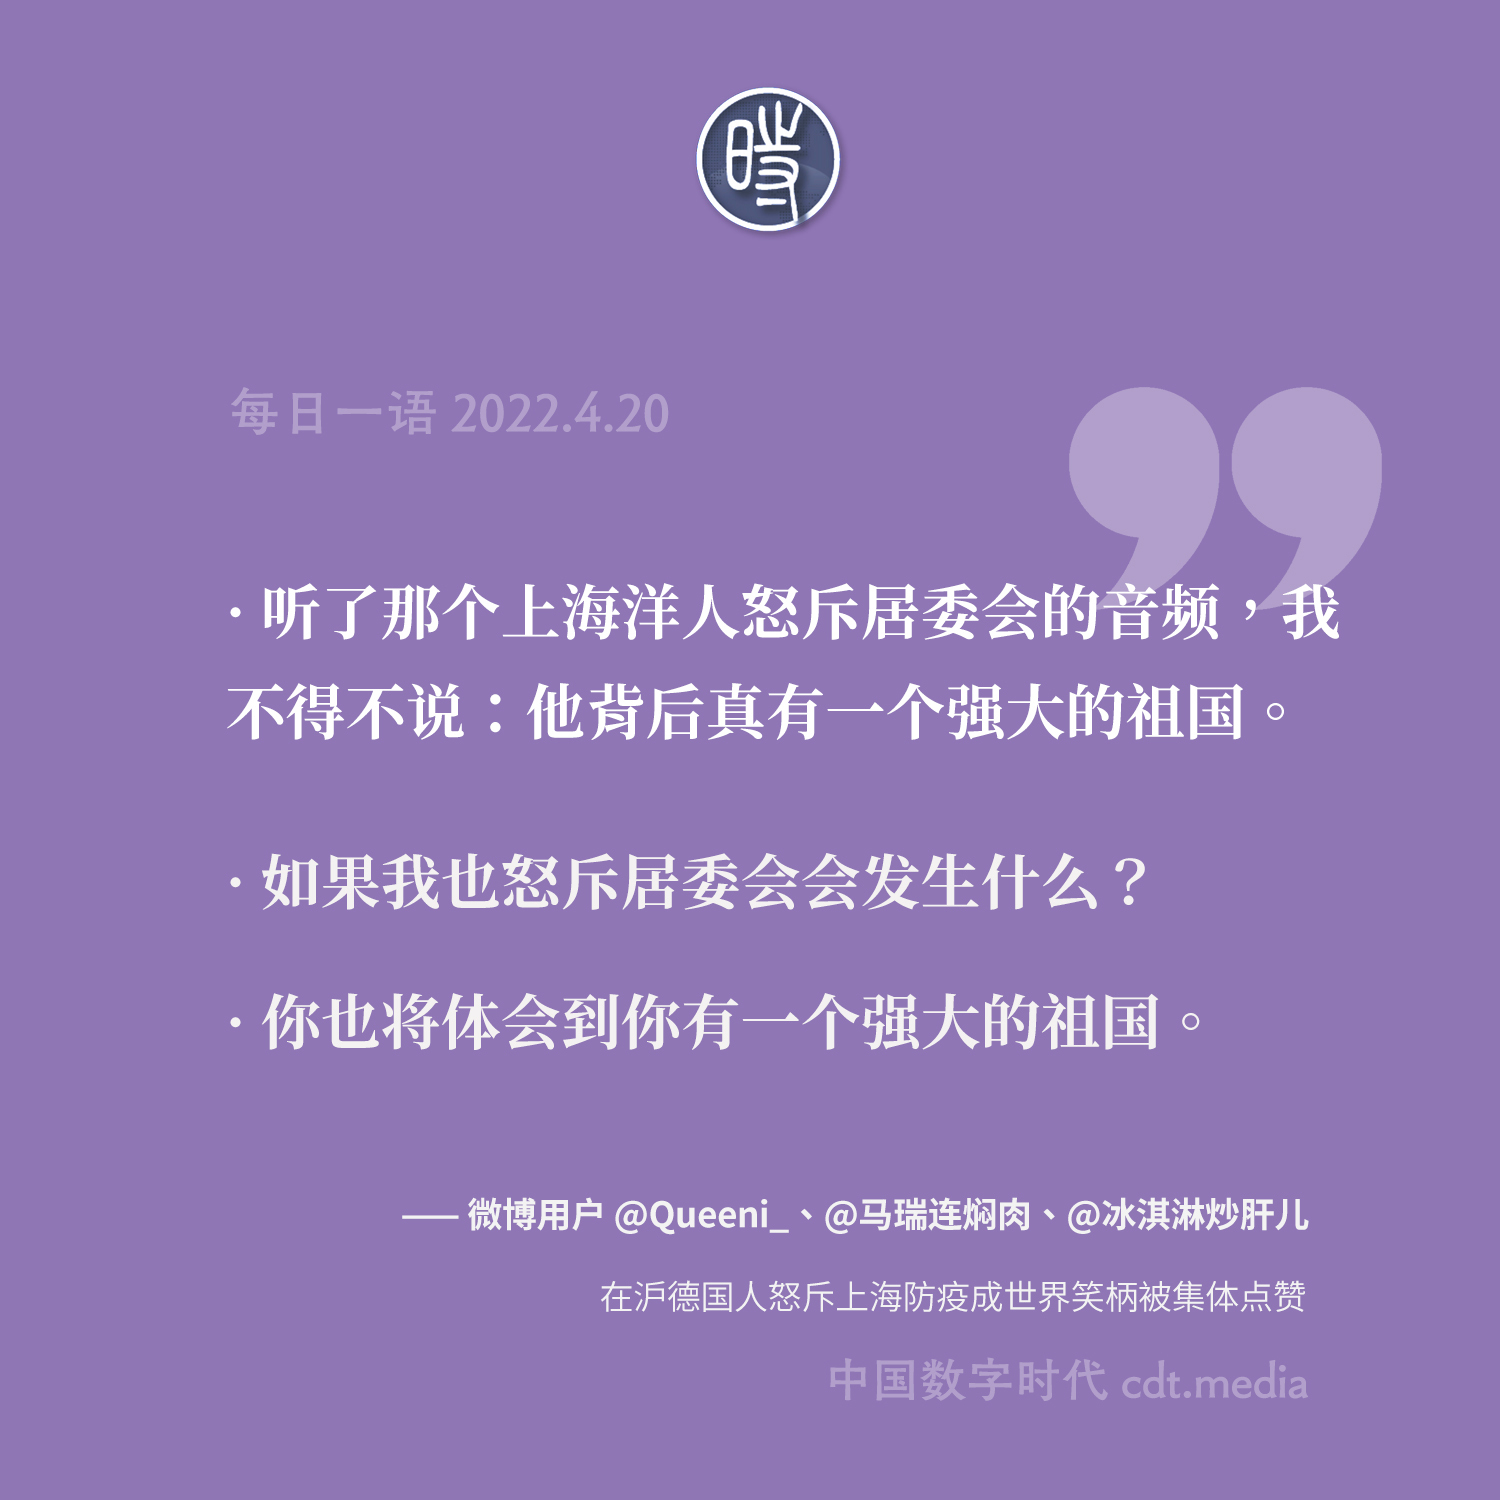 時
每日一语 2022.4.20
· 听了那个上海洋人怒斥居委会的音频，我
不得不说：他背后真有一个强大的祖国。
· 如果我也怒斥居委会会发生什么？
· 你也将体会到你有一个强大的祖国。
—— 微博用户 @Queeni_、@马瑞连焖肉、@冰淇淋炒肝儿
在沪德国人怒斥上海防疫成世界笑柄被集体点赞
中国数字时代 cdt.media